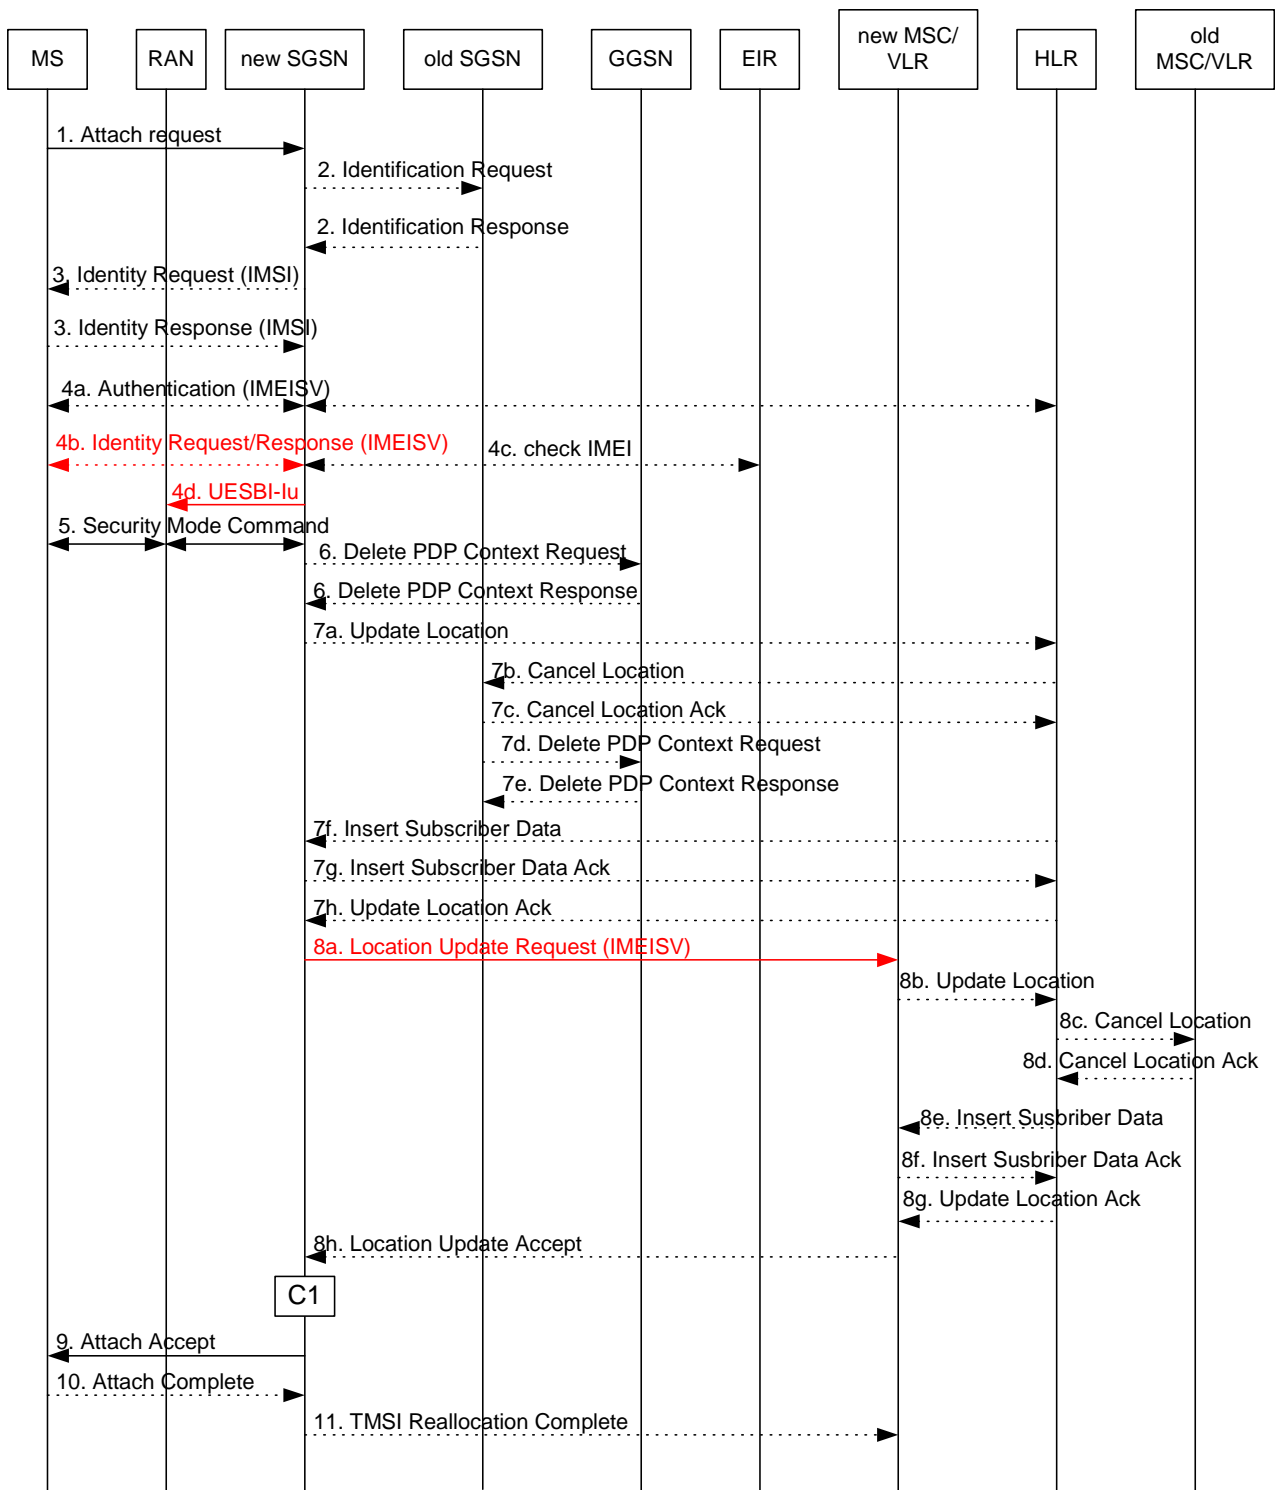 MS
RAN
new SGSN
old SGSN
GGSN
EIR
new MSC/
VLR
HLR
old
MSC/VLR
1. Attach request
2. Identification Request
2. Identification Response
3. Identity Request (IMSI)
3. Identity Response (IMSI)
4a. Authentication (IMEISV)
4b. Identity Request/Response (IMEISV)
4c. check IMEI
4d. UESBI-Iu
5. Security Mode Command
6. Delete PDP Context Request
6. Delete PDP Context Response
7a. Update Location
7b. Cancel Location
7c. Cancel Location Ack
7d. Delete PDP Context Request
7e. Delete PDP Context Response
7f. Insert Subscriber Data
7g. Insert Subscriber Data Ack
7h. Update Location Ack
8a. Location Update Request (IMEISV)
8b. Update Location
8c. Cancel Location
8d. Cancel Location Ack
8e. Insert Susbriber Data
8f. Insert Susbriber Data Ack
8g. Update Location Ack
8h. Location Update Accept
C1
9. Attach Accept
10. Attach Complete
11. TMSI Reallocation Complete